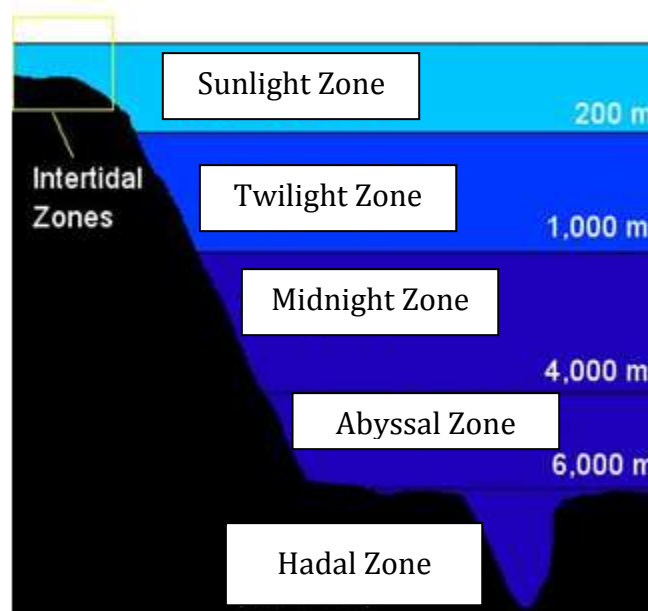 Sunlight Zone
200 m
Intertidal
Zones
Twilight Zone
1,000 m
Midnight Zone
4,000 m
Abyssal Zone
6,000 m
Hadal Zone